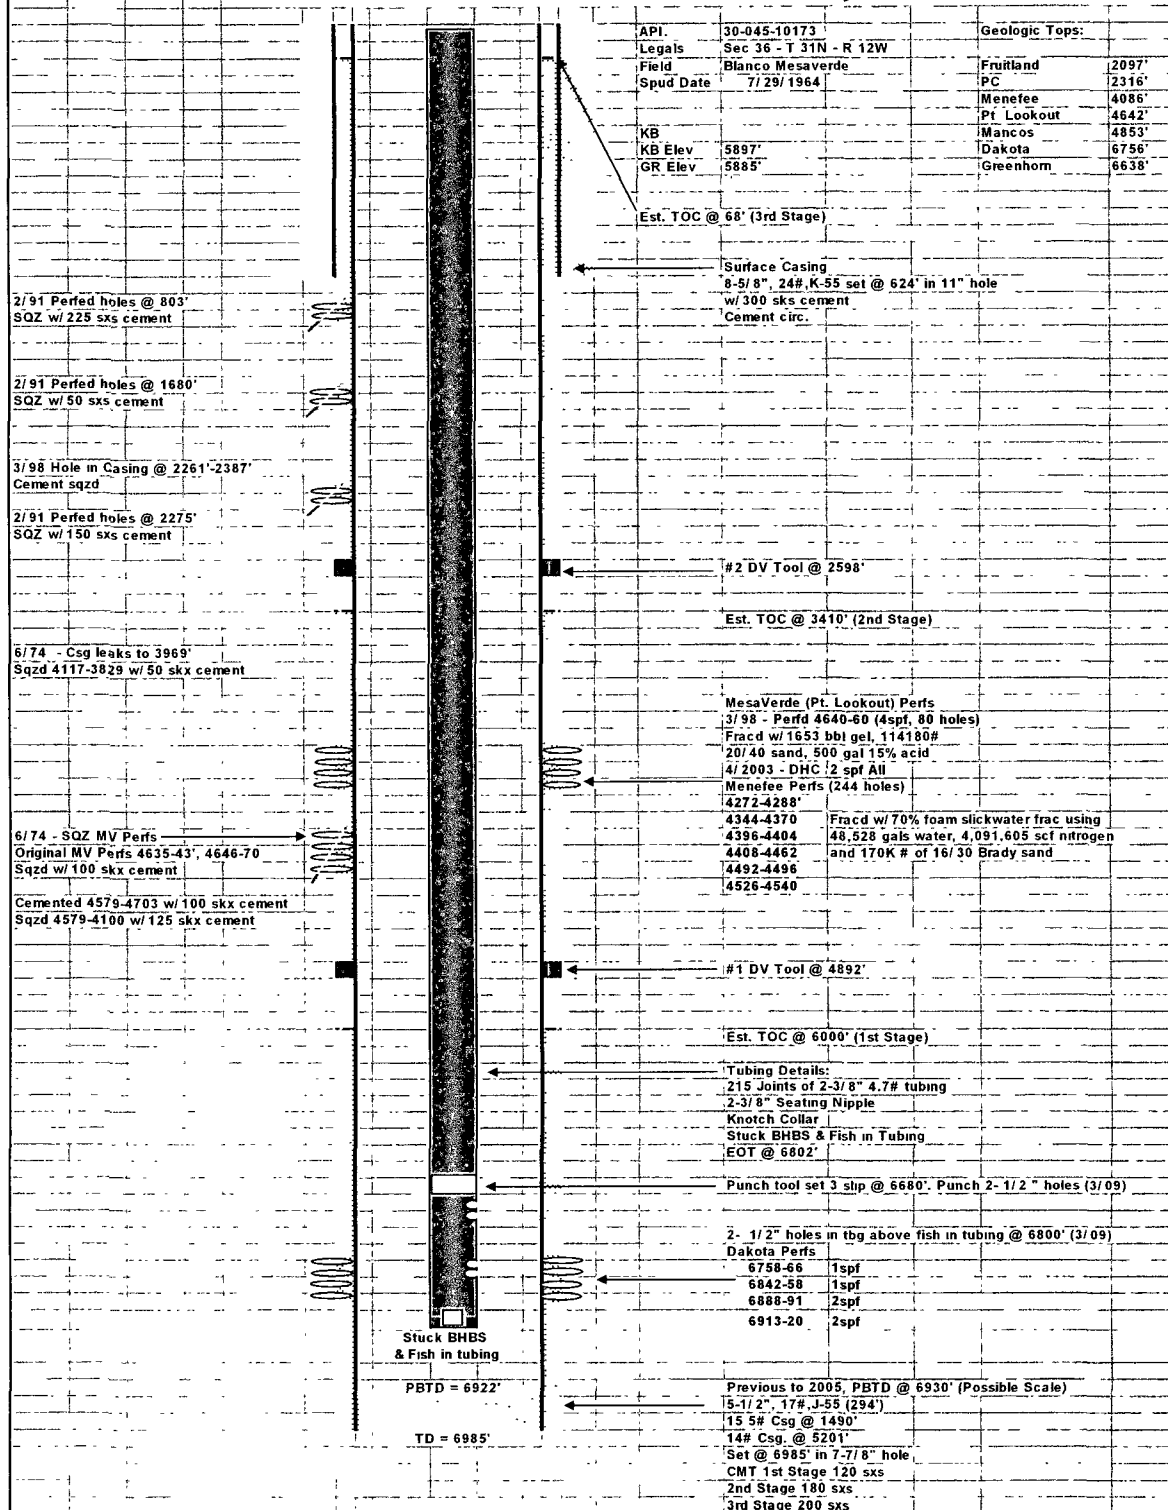 API. 30-045-10173
Legals Sec 36 - T 31N - R 12W
Field Blanco Mesaverde
Spud Date 7/ 29/ 1964
KB
KB Elev 5897'
GR Elev 5885'
Geologic Tops:
Fruitland 2097'
PC 2316'
Menefee 4086'
Pt Lookout 4642'
Mancos 4853'
Dakota 6756'
Greenhorn 6638'
Est. TOC @ 68' (3rd Stage)
Surface Casing
8-5/ 8", 24#,K-55 set @ 624' in 11" hole
w/ 300 sks cement
Cement circ.
2/ 91 Perfed holes @ 803'
SQZ w/ 225 sxs cement
2/ 91 Perfed holes @ 1680'
SQZ w/ 50 sxs cement
3/ 98 Hole in Casing @ 2261'-2387'
Cement sqzd
2/ 91 Perfed holes @ 2275'
SQZ w/ 150 sxs cement
#2 DV Tool @ 2598'
Est. TOC @ 3410' (2nd Stage)
6/ 74 - Csg leaks to 3969'
Sqzd 4117-3829 w/ 50 skx cement
MesaVerde (Pt. Lookout) Perfs
3/ 98 - Perfd 4640-60 (4spf, 80 holes)
Fracd w/ 1653 bbl gel, 114180#
20/ 40 sand, 500 gal 15% acid
4/ 2003 - DHC 2 spf All
Menefee Perfs (244 holes)
4272-4288'
4344-4370 Fracd w/ 70% foam slickwater frac using
4396-4404 48,528 gals water, 4,091,605 scf nitrogen
4408-4462 and 170K # of 16/ 30 Brady sand
4492-4496
4526-4540
6/ 74 - SQZ MV Perfs
Original MV Perfs 4635-43', 4646-70
Sqzd w/ 100 skx cement
Cemented 4579-4703 w/ 100 skx cement
Sqzd 4579-4100 w/ 125 skx cement
#1 DV Tool @ 4892'
Est. TOC @ 6000' (1st Stage)
Tubing Details:
215 Joints of 2-3/ 8" 4.7# tubing
2-3/ 8" Seating Nipple
Knotch Collar
Stuck BHBS & Fish in Tubing
EOT @ 6802'
Punch tool set 3 slip @ 6680'. Punch 2- 1/ 2 " holes (3/ 09)
2- 1/ 2" holes in tbg above fish in tubing @ 6800' (3/ 09)
Dakota Perfs
6758-66 1spf
6842-58 1spf
6888-91 2spf
6913-20 2spf
Stuck BHBS
& Fish in tubing
PBTD = 6922'
TD = 6985'
Previous to 2005, PBTD @ 6930' (Possible Scale)
5-1/ 2", 17#,J-55 (294')
15 5# Csg @ 1490'
14# Csg. @ 5201'
Set @ 6985' in 7-7/ 8" hole
CMT 1st Stage 120 sxs
2nd Stage 180 sxs
3rd Stage 200 sxs